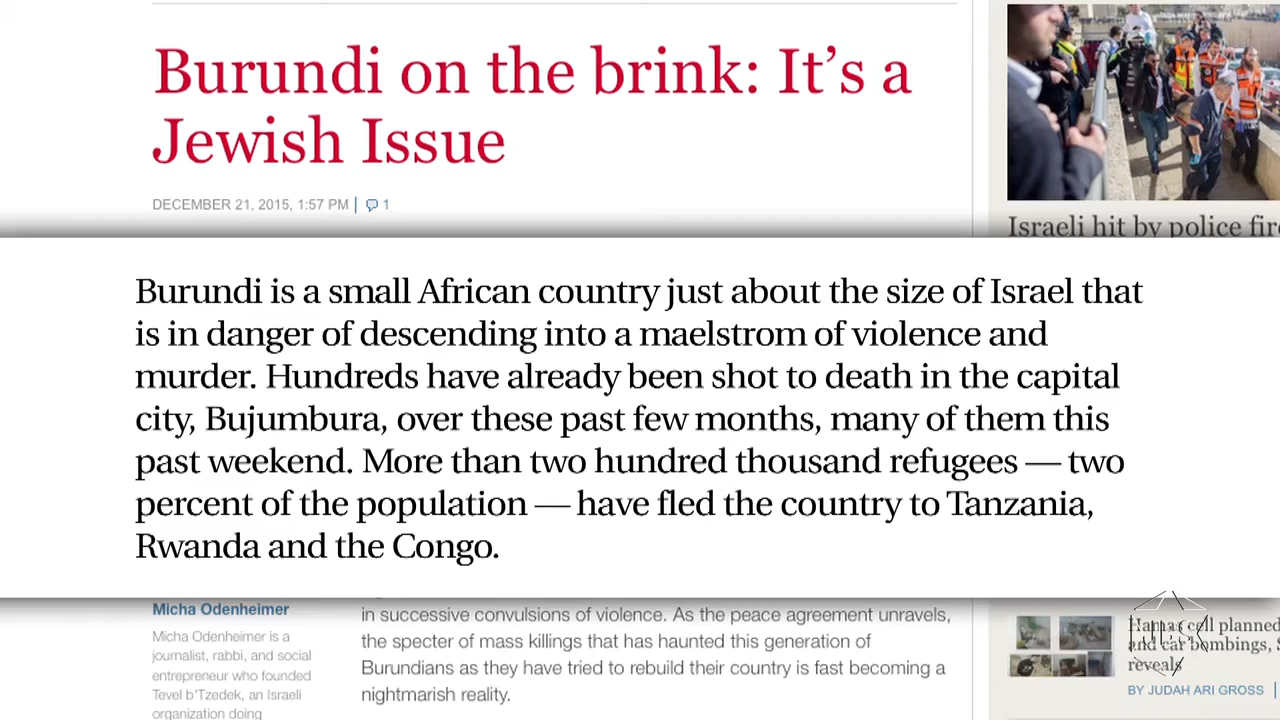 Burundi on the brink: It’s a
Jewish Issue
DECEMBER 21, 2015, 1:57 PM
1
Israeli hit by police fire
Burundi is a small African country just about the size of Israel that
is in danger of descending into a maelstrom of violence and
murder. Hundreds have already been shot to death in the capital
city, Bujumbura, over these past few months, many of them this
past weekend. More than two hundred thousand refugees — two
percent of the population — have fled the country to Tanzania,
Rwanda and the Congo.
Micha Odenheimer
Micha Odenheimer is a
journalist, rabbi, and social
entrepreneur who founded
Tevel b'Tzedek, an Israeli
organization doing
in successive convulsions of violence. As the peace agreement unravels,
the specter of mass killings that has haunted this generation of
Burundians as they have tried to rebuild their country is fast becoming a
nightmarish reality.
Hamas cell planned
and car bombings, S
reveals
BY JUDAH ARI GROSS